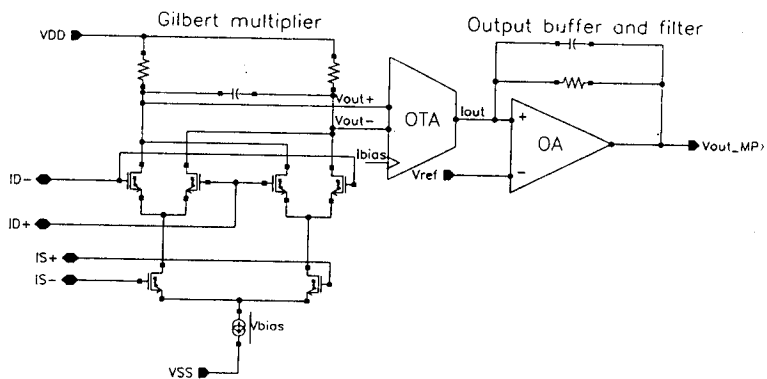 Gilbert multiplier
Output buffer and filter
VDD
Vout+
Vout-
OTA
Iout
+
OA
-
Vout_MPX
Ibias
Vref
ID-
ID+
IS+
IS-
Vbias
VSS